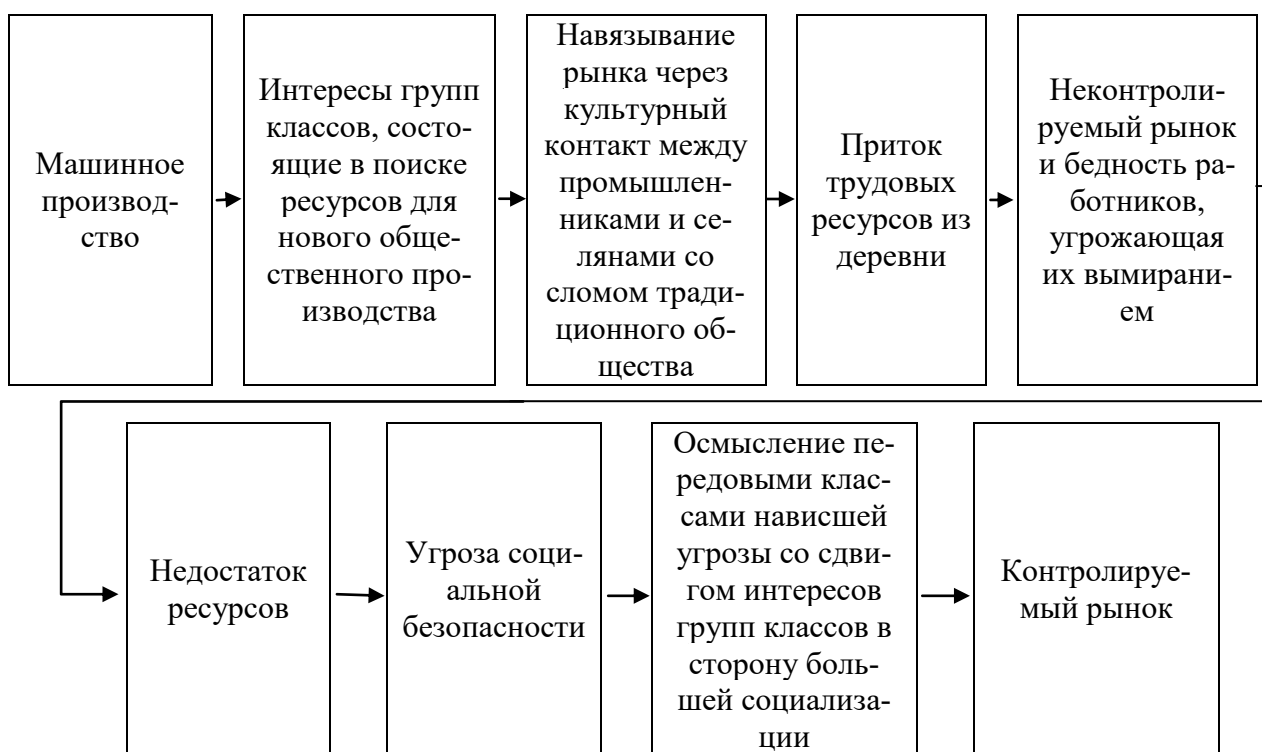 Машинное
производ-
ство
Интересы групп
классов, состо-
ящие в поиске
ресурсов для
нового обще-
ственного про-
изводства
Навязывание
рынка через
культурный
контакт между
промышлен-
никами и се-
лянами со
сломом тради-
ционного об-
щества
Приток
трудовых
ресурсов из
деревни
Неконтроли-
руемый рынок
и бедность ра-
ботников,
угрожающая
их вымирани-
ем
Недостаток
ресурсов
Угроза соци-
альной
безопасности
Осмысление пе-
редовыми клас-
сами нависшей
угрозы со сдви-
гом интересов
групп классов в
сторону боль-
шей социализа-
ции
Контролируе-
мый рынок